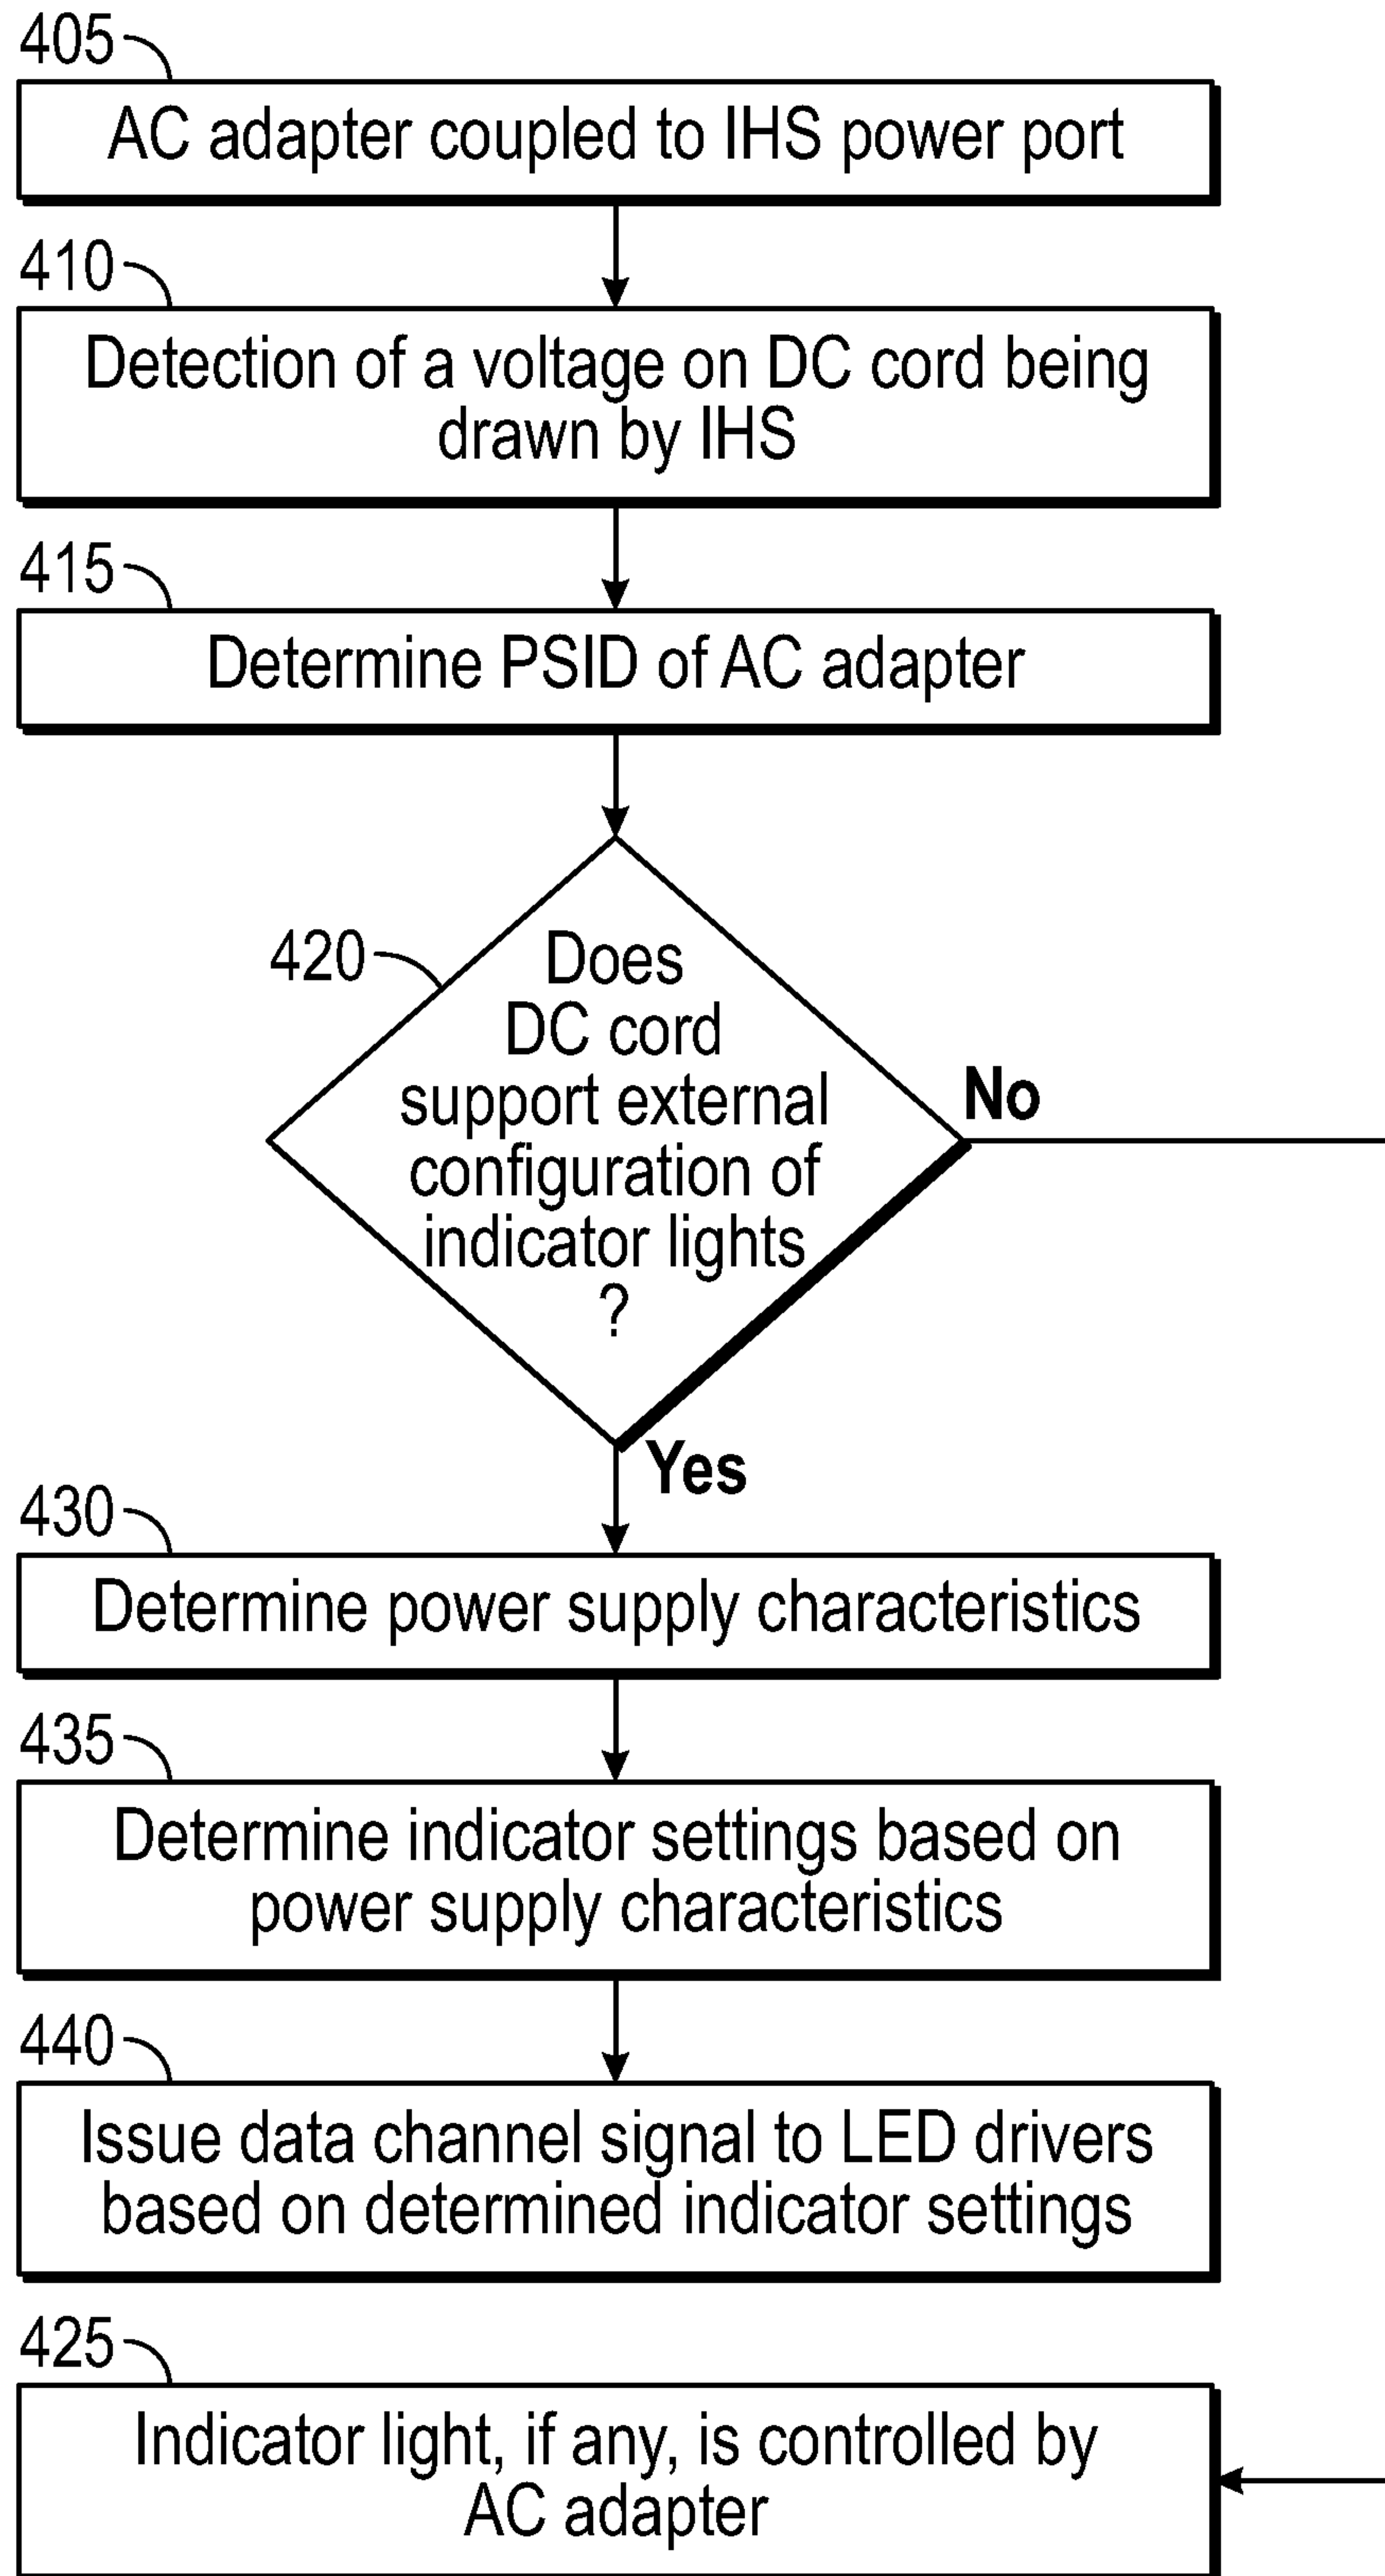 405
AC adapter coupled to IHS power port
410
Detection of a voltage on DC cord being
drawn by IHS
415
Determine PSID of AC adapter
420
Does
DC cord
support external
configuration of
indicator lights
?
No
Yes
430
Determine power supply characteristics
435
Determine indicator settings based on
power supply characteristics
440
Issue data channel signal to LED drivers
based on determined indicator settings
425
Indicator light, if any, is controlled by
AC adapter